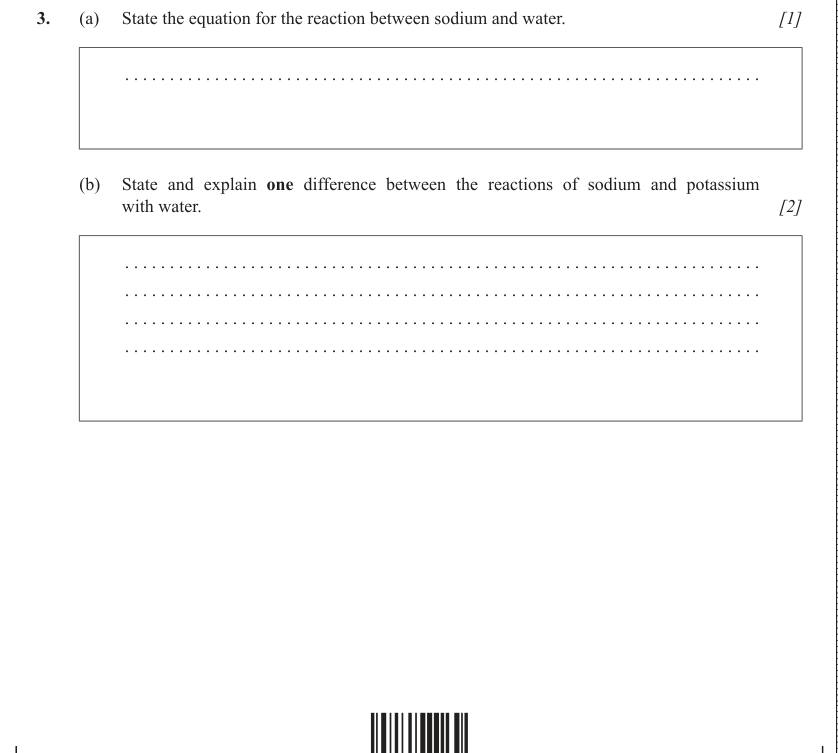 3. (a) State the equation for the reaction between sodium and water. [1]
. . . . . . . . . . . . . . . . . . . . . . . . . . . . . . . . . . . . . . . . . . . . . . . . . . . . . . . . . . . . . . . . . . . . . .
(b) State and explain one difference between the reactions of sodium and potassium
with water. [2]
. . . . . . . . . . . . . . . . . . . . . . . . . . . . . . . . . . . . . . . . . . . . . . . . . . . . . . . . . . . . . . . . . . . . . .
. . . . . . . . . . . . . . . . . . . . . . . . . . . . . . . . . . . . . . . . . . . . . . . . . . . . . . . . . . . . . . . . . . . . . .
. . . . . . . . . . . . . . . . . . . . . . . . . . . . . . . . . . . . . . . . . . . . . . . . . . . . . . . . . . . . . . . . . . . . . .
. . . . . . . . . . . . . . . . . . . . . . . . . . . . . . . . . . . . . . . . . . . . . . . . . . . . . . . . . . . . . . . . . . . . . .